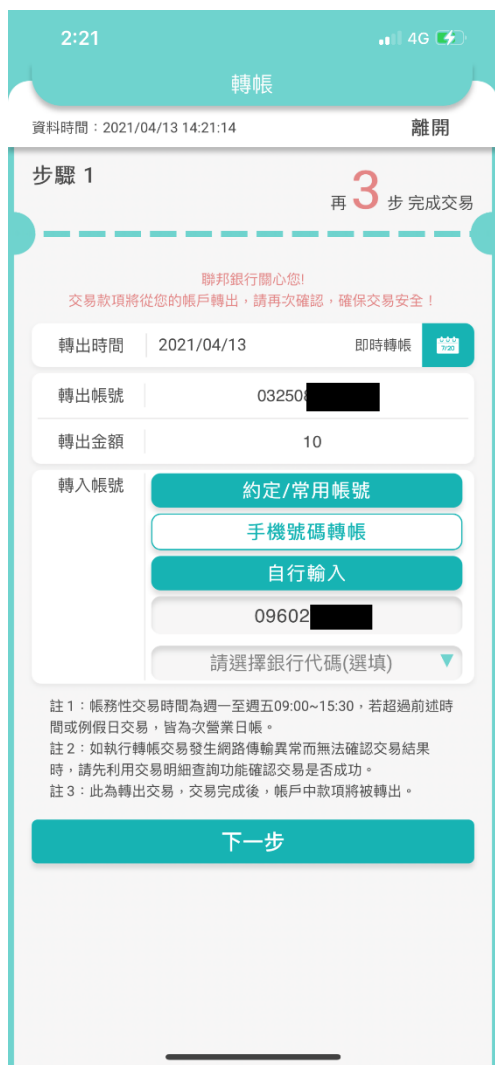 2:21
4G
轉帳
資料時間：2021/04/13 14:21:14
離開
步驟 1
再 3 步 完成交易
聯邦銀行關心您!
交易款項將從您的帳戶轉出，請再次確認，確保交易安全！
轉出時間
2021/04/13
即時轉帳
7/20
轉出帳號
03250
轉出金額
10
轉入帳號
約定/常用帳號
手機號碼轉帳
自行輸入
09602
請選擇銀行代碼(選填)
註1：帳務性交易時間為週一至週五09:00~15:30，若超過前述時
間或例假日交易，皆為次營業日帳。
註2：如執行轉帳交易發生網路傳輸異常而無法確認交易結果
時，請先利用交易明細查詢功能確認交易是否成功。
註3：此為轉出交易，交易完成後，帳戶中款項將被轉出。
下一步